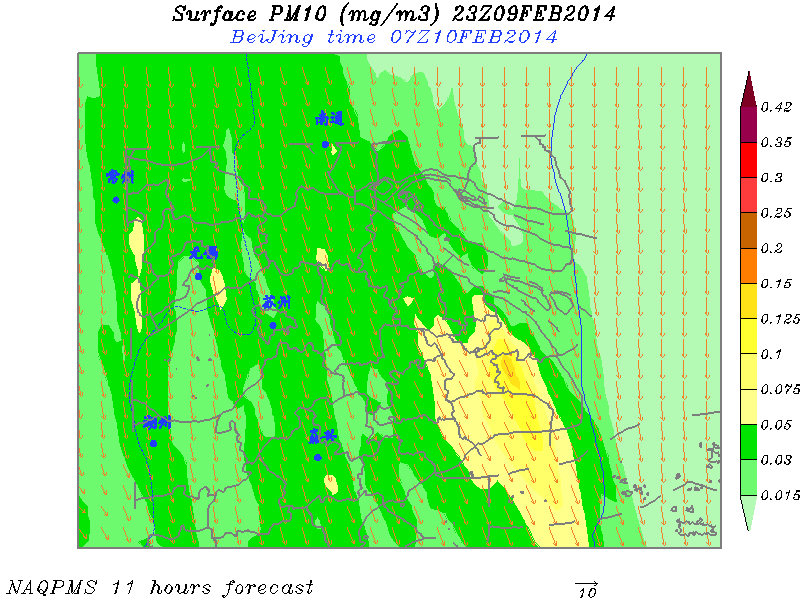 Surface PM10 (mg/m3) 23Z09FEB2014
BeiJing time 07Z10FEB2014
南通
常州
无锡
苏州
湖州
嘉兴
0.42
0.35
0.3
0.25
0.2
0.15
0.125
0.1
0.075
0.05
0.03
0.015
NAQPMS 11 hours forecast
10